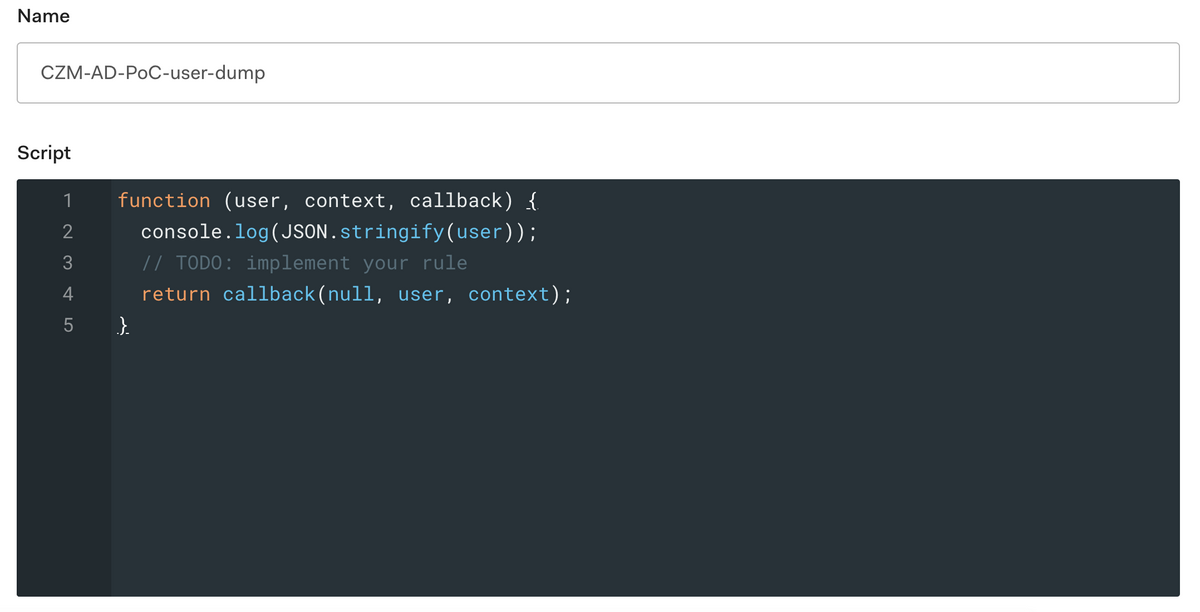 Name
CZM-AD-PoC-user-dump
Script
1 function (user, context, callback) {
2 console.log(JSON.stringify(user));
3 // TODO: implement your rule
4 return callback(null, user, context);
5 }